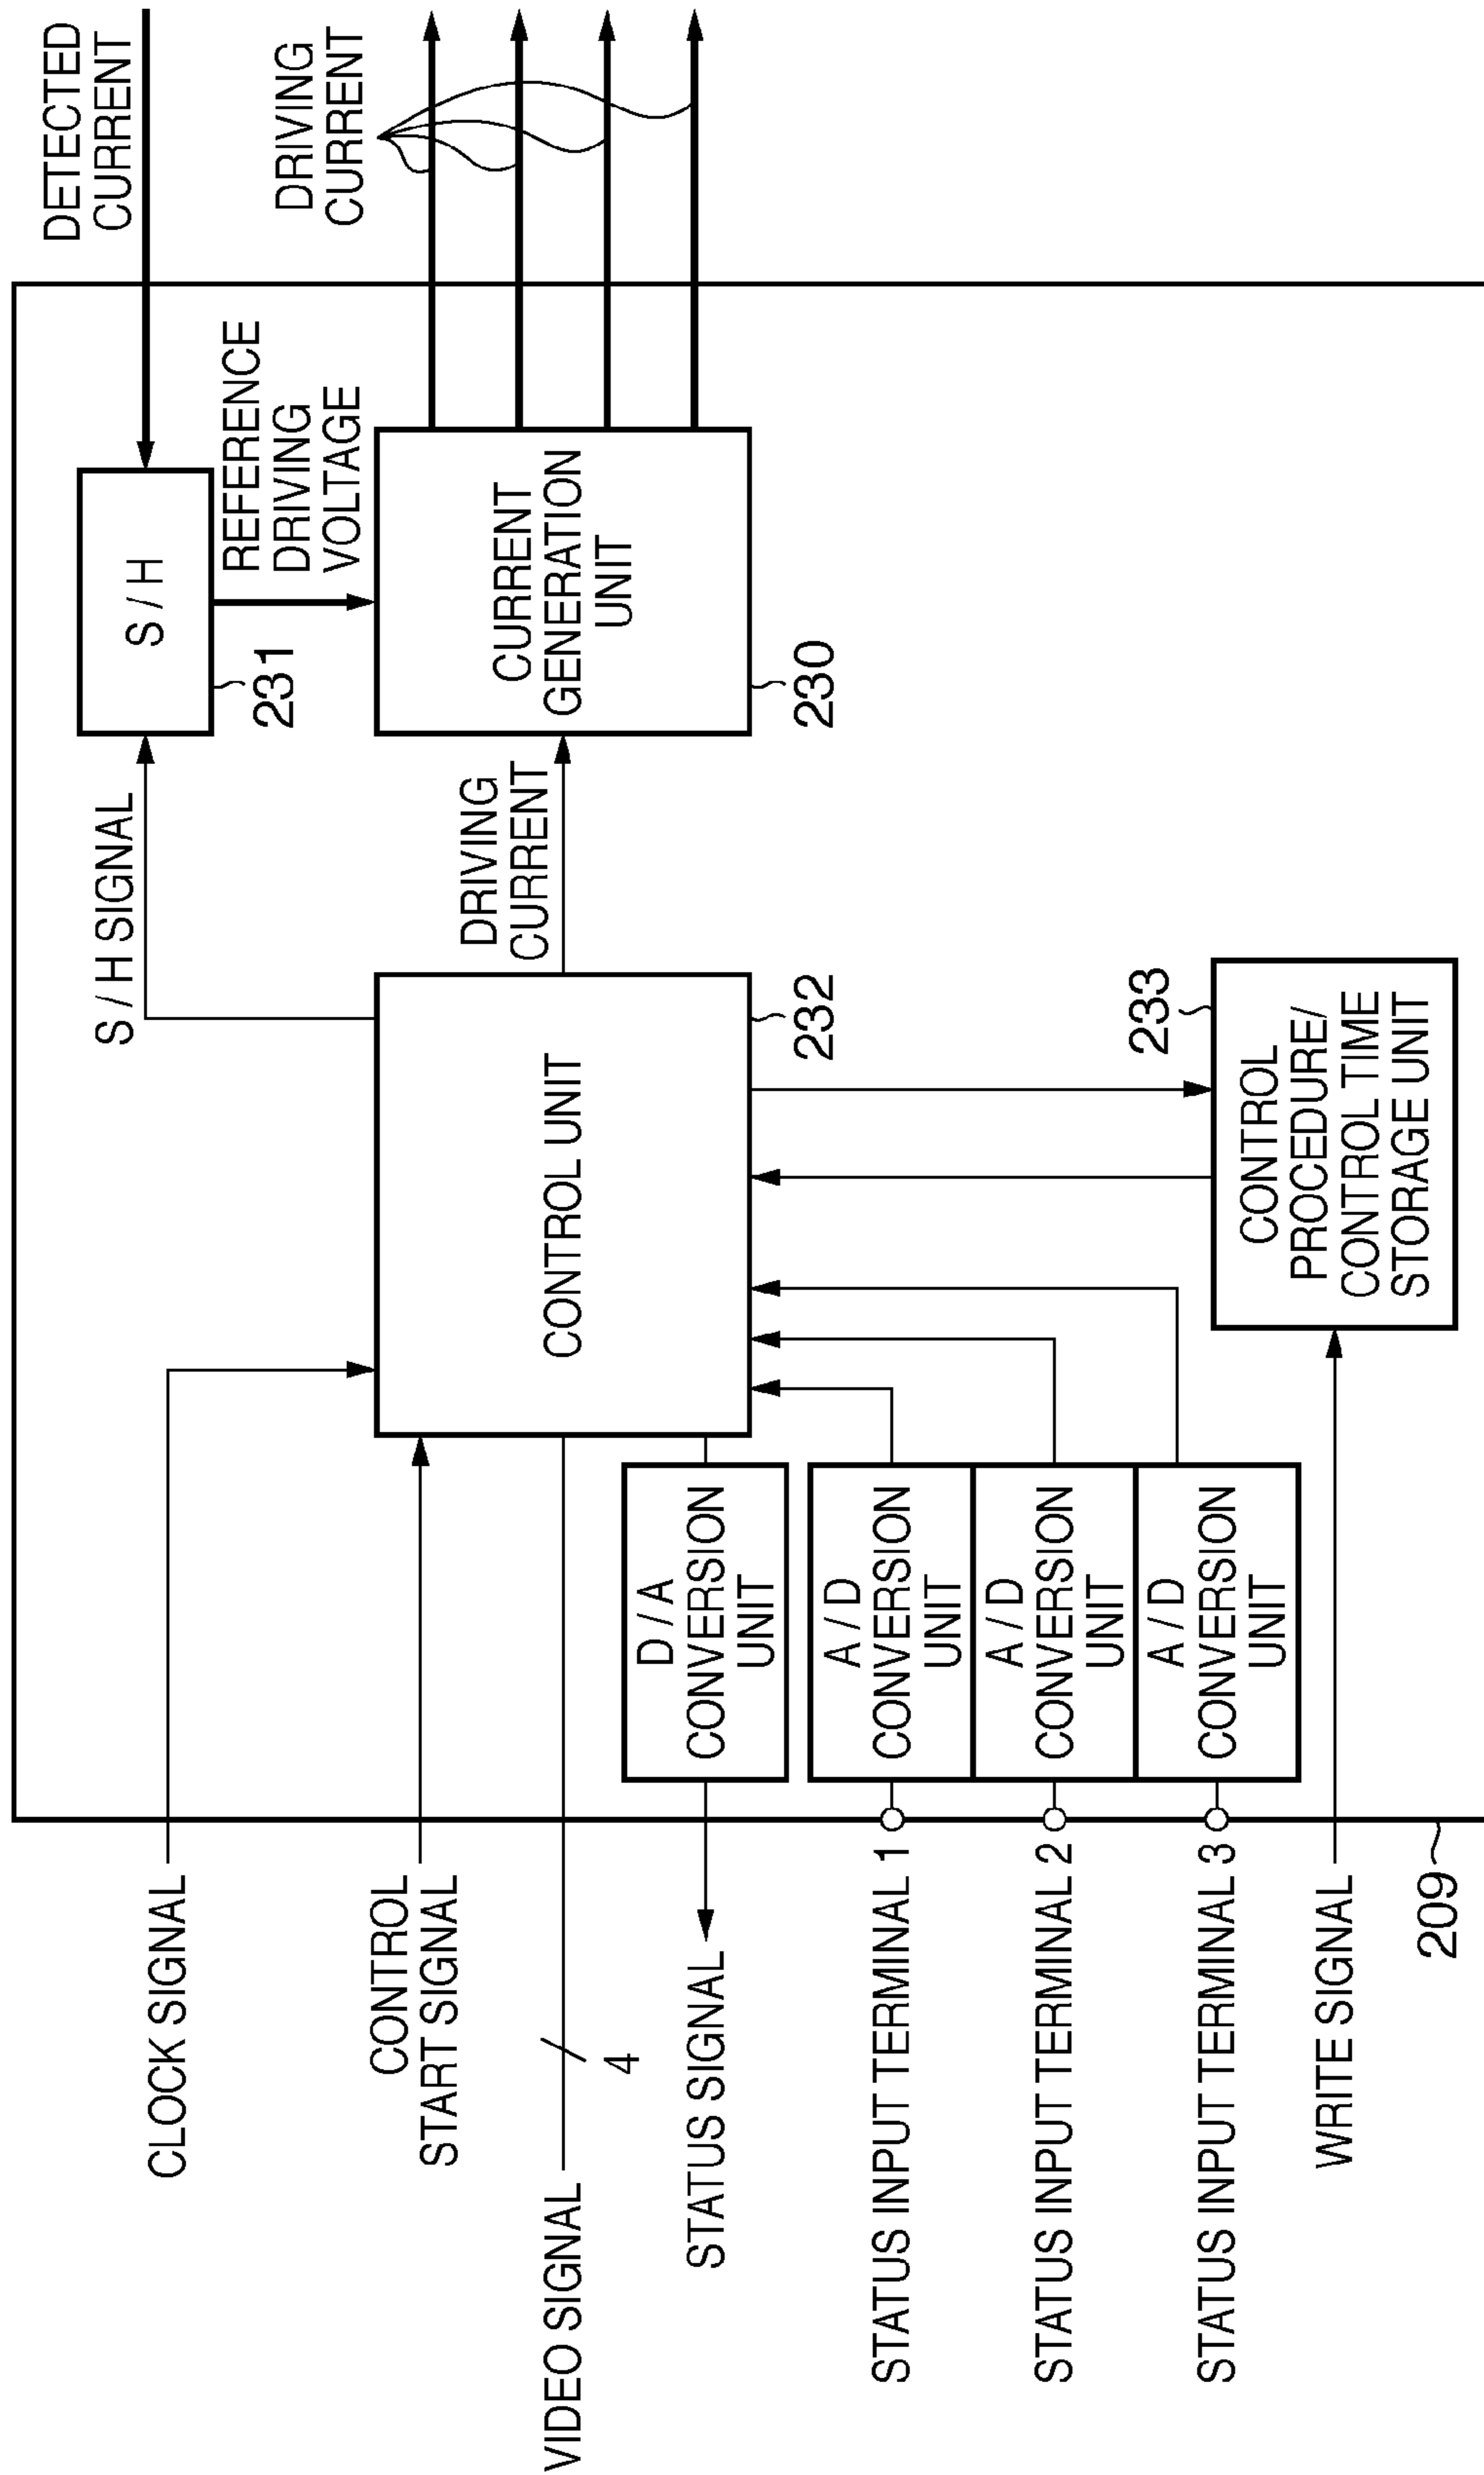 DETECTED
CURRENT
DRIVING
CURRENT
S / H
231
REFERENCE
DRIVING
VOLTAGE
CURRENT
GENERATION
UNIT
230
S / H SIGNAL
DRIVING
CURRENT
CONTROL UNIT
232
233
CONTROL
PROCEDURE/
CONTROL TIME
STORAGE UNIT
D / A
CONVERSION
UNIT
A / D
CONVERSION
UNIT
A / D
CONVERSION
UNIT
A / D
CONVERSION
UNIT
CLOCK SIGNAL
CONTROL
START SIGNAL
VIDEO SIGNAL
4
STATUS SIGNAL
STATUS INPUT TERMINAL 1
STATUS INPUT TERMINAL 2
STATUS INPUT TERMINAL 3
WRITE SIGNAL
209